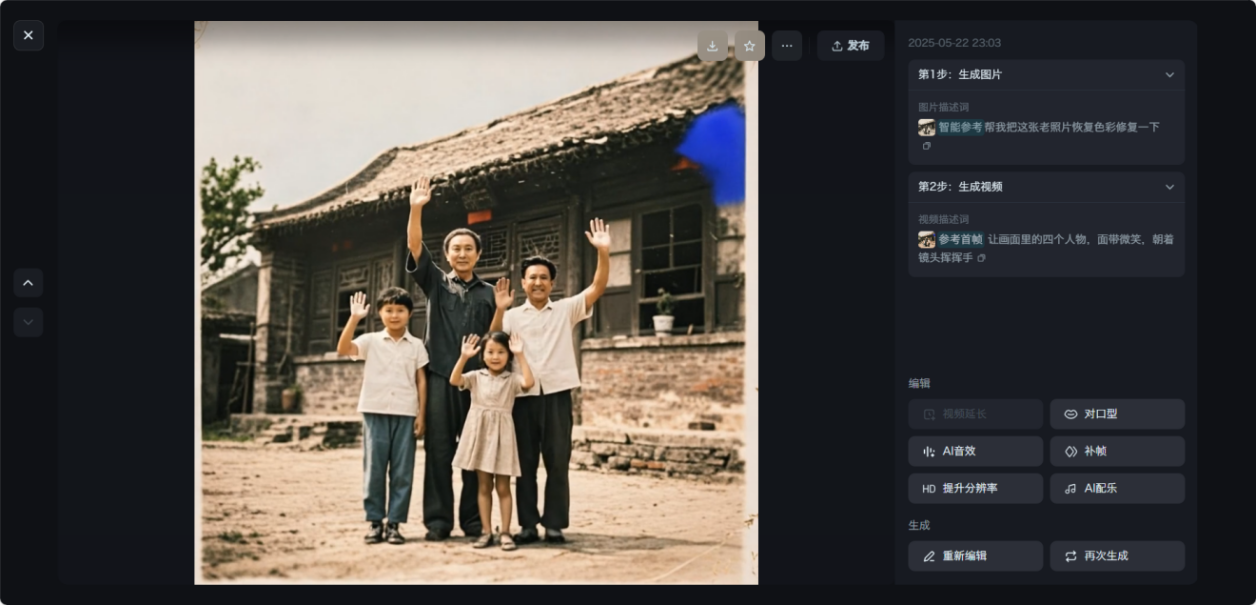 发布
2025-05-22 23:03
第1步：生成图片
图片描述词
智能参考 帮我把这张老照片恢复色彩修复一下
第2步：生成视频
视频描述词
参考首帧 让画面里的四个人物，面带微笑，朝着
镜头挥挥手
编辑
视频延长
对口型
AI音效
补帧
HD 提升分辨率
AI配乐
生成
重新编辑
再次生成